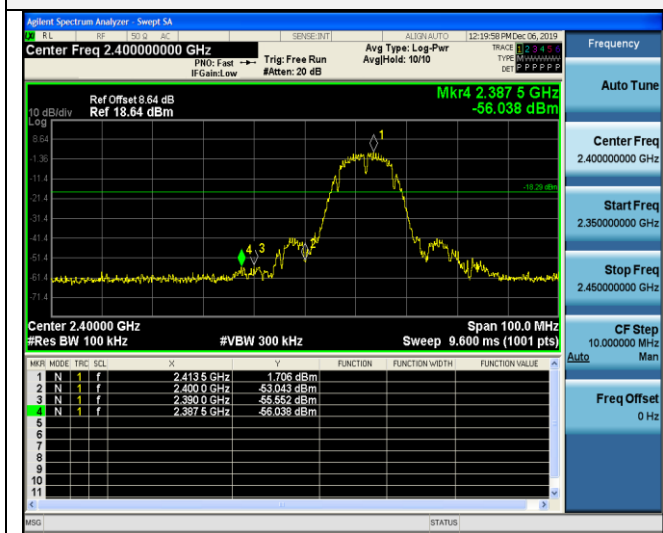 Agilent Spectrum Analyzer - Swept SA
RL RF 50 Ω AC SENSE:INT ALIGNAUTO 12:19:58 PM Dec 06, 2019
Center Freq 2.400000000 GHz
PNO: Fast
IFGain:Low
Trig: Free Run
#Atten: 20 dB
Avg Type: Log-Pwr
Avg|Hold: 10/10
TRACE 1 2 3 4 5 6
TYPE M
DET P P P P P P
Ref Offset 8.64 dB
Ref 18.64 dBm
10 dB/div
Log
Mkr4 2.387 5 GHz
-56.038 dBm
8.64
-1.36
-11.4
-21.4
-31.4
-41.4
-51.4
-61.4
-71.4
1
-18.29 dBm
4
3
2
Center 2.40000 GHz
Span 100.0 MHz
#Res BW 100 kHz
#VBW 300 kHz
Sweep 9.600 ms (1001 pts)
MKR MODE TRC SCL X Y FUNCTION FUNCTION WIDTH FUNCTION VALUE
1 N 1 f 2.413 5 GHz 1.706 dBm
2 N 1 f 2.400 0 GHz -53.043 dBm
3 N 1 f 2.390 0 GHz -55.552 dBm
4 N 1 f 2.387 5 GHz -56.038 dBm
5
6
7
8
9
10
11
MSG
STATUS
Frequency
Auto Tune
Center Freq
2.400000000 GHz
Start Freq
2.350000000 GHz
Stop Freq
2.450000000 GHz
CF Step
10.000000 MHz
Auto Man
Freq Offset
0 Hz